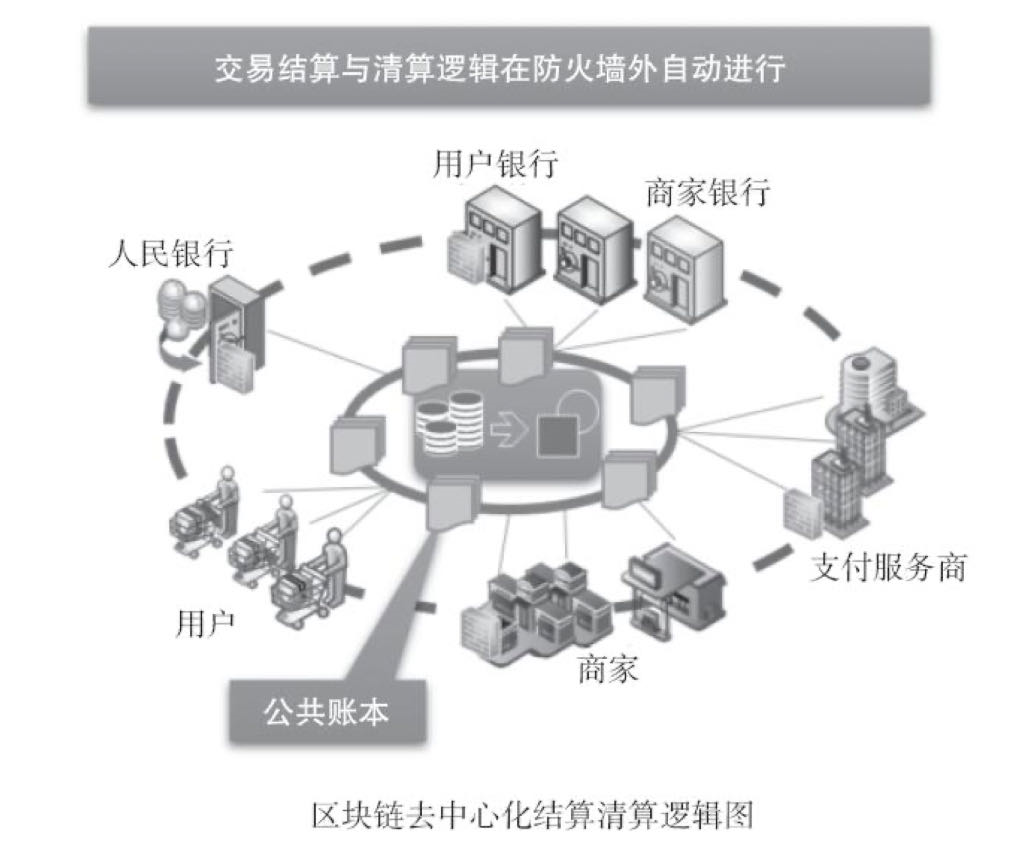 交易结算与清算逻辑在防火墙外自动进行
用户银行
商家银行
人民银行
支付服务商
用户
商家
公共账本
区块链去中心化结算清算逻辑图